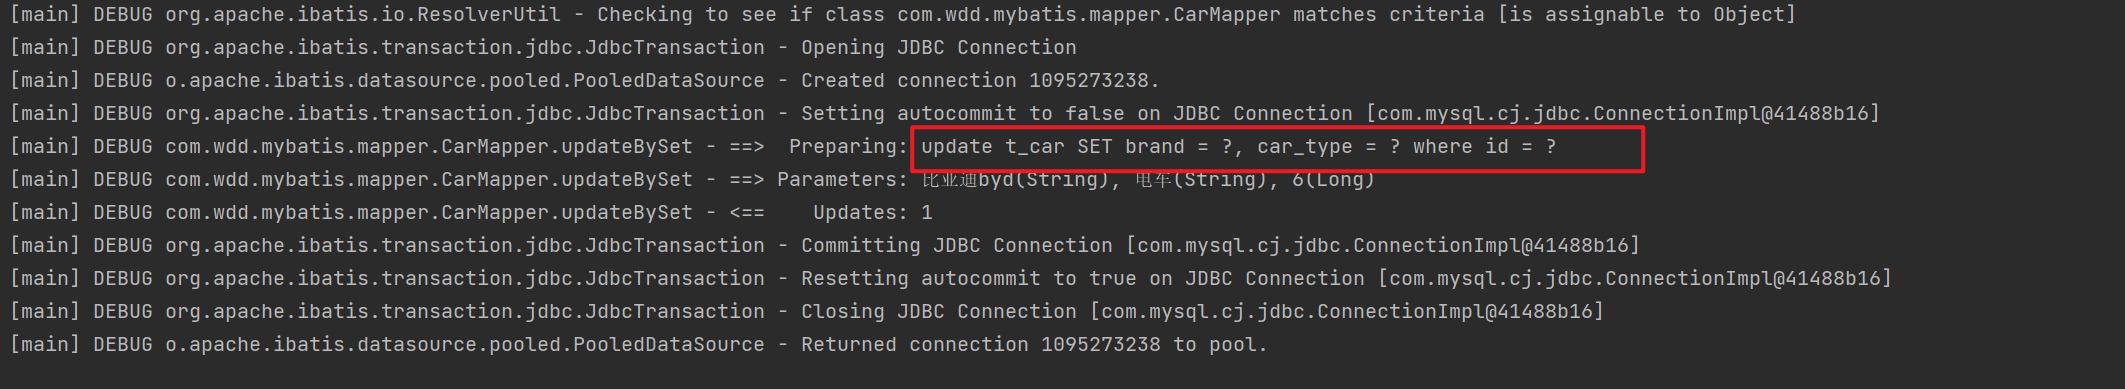 [main] DEBUG org.apache.ibatis.io.ResolverUtil - Checking to see if class com.wdd.mybatis.mapper.CarMapper matches criteria [is assignable to Object]
[main] DEBUG org.apache.ibatis.transaction.jdbc.JdbcTransaction - Opening JDBC Connection
[main] DEBUG o.apache.ibatis.datasource.pooled.PooledDataSource - Created connection 1095273238.
[main] DEBUG org.apache.ibatis.transaction.jdbc.JdbcTransaction - Setting autocommit to false on JDBC Connection [com.mysql.cj.jdbc.ConnectionImpl@41488b16]
[main] DEBUG com.wdd.mybatis.mapper.CarMapper.updateBySet - ==>  Preparing: update t_car SET brand = ?, car_type = ? where id = ?
[main] DEBUG com.wdd.mybatis.mapper.CarMapper.updateBySet - ==> Parameters: 比亚迪byd(String), 电车(String), 6(Long)
[main] DEBUG com.wdd.mybatis.mapper.CarMapper.updateBySet - <==    Updates: 1
[main] DEBUG org.apache.ibatis.transaction.jdbc.JdbcTransaction - Committing JDBC Connection [com.mysql.cj.jdbc.ConnectionImpl@41488b16]
[main] DEBUG org.apache.ibatis.transaction.jdbc.JdbcTransaction - Resetting autocommit to true on JDBC Connection [com.mysql.cj.jdbc.ConnectionImpl@41488b16]
[main] DEBUG org.apache.ibatis.transaction.jdbc.JdbcTransaction - Closing JDBC Connection [com.mysql.cj.jdbc.ConnectionImpl@41488b16]
[main] DEBUG o.apache.ibatis.datasource.pooled.PooledDataSource - Returned connection 1095273238 to pool.